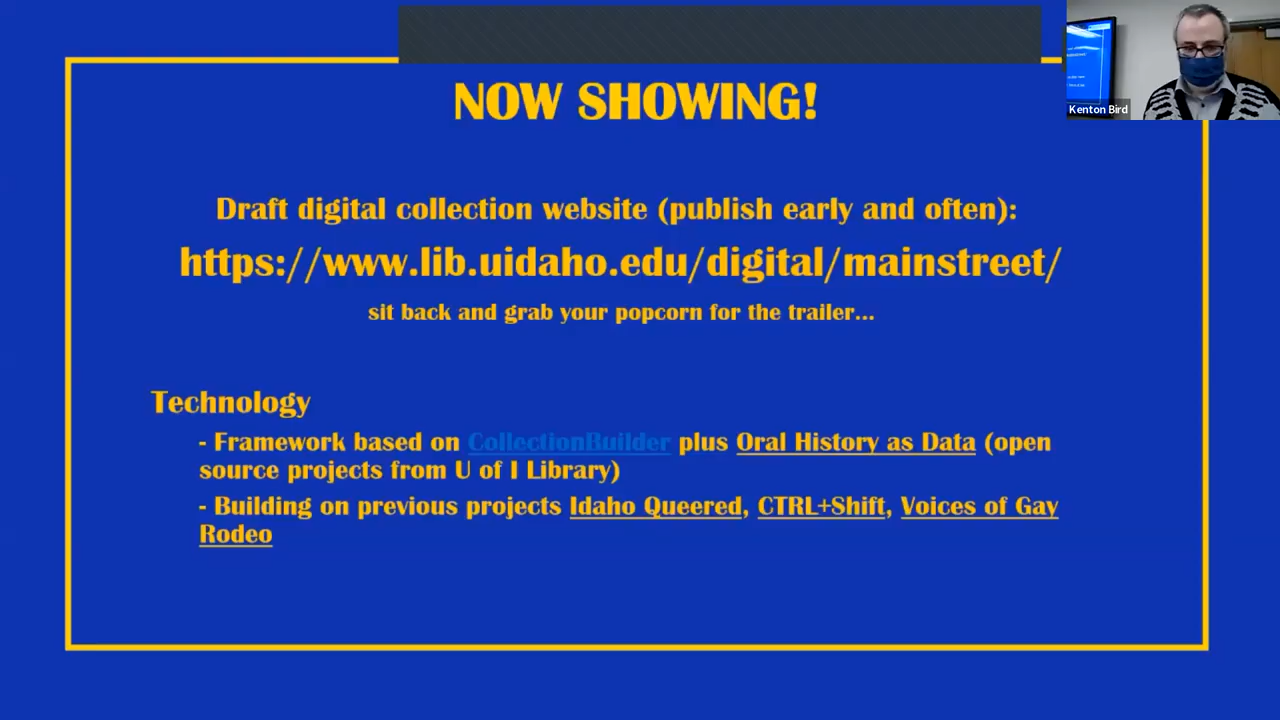 NOW SHOWING!
Kenton Bird
Draft digital collection website (publish early and often):
https://www.lib.uidaho.edu/digital/mainstreet/
sit back and grab your popcorn for the trailer...
Technology
- Framework based on CollectionBuilder plus Oral History as Data (open
source projects from U of I Library)
- Building on previous projects Idaho Queered, CTRL+Shift, Voices of Gay
Rodeo